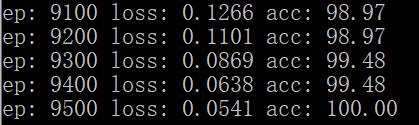 ep: 9100 loss: 0.1266 acc: 98.97
ep: 9200 loss: 0.1101 acc: 98.97
ep: 9300 loss: 0.0869 acc: 99.48
ep: 9400 loss: 0.0638 acc: 99.48
ep: 9500 loss: 0.0541 acc: 100.00